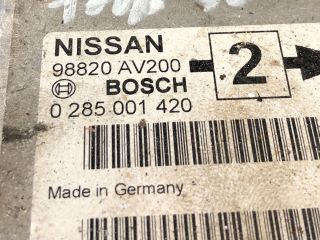 NISSAN
98820 AV200
2
BOSCH
0 285 001 420
Made in Germany